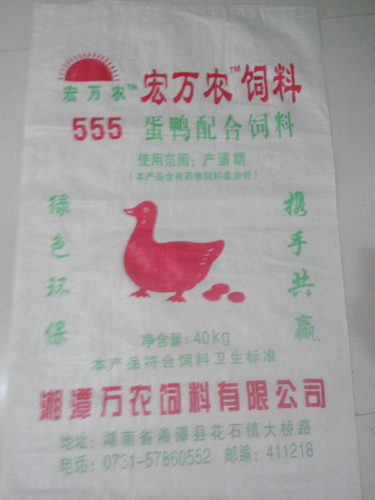 宏万农™ 宏万农™饲料
555 蛋鸭配合饲料
使用范围：产蛋期
（本产品含有药物饲料添加剂）
绿色环保
携手共赢
净含量：40kg
本产品符合饲料卫生标准
湘潭万农饲料有限公司
地址：湖南省湘潭县花石镇大桥路
电话：0731-57860552 邮编：411218